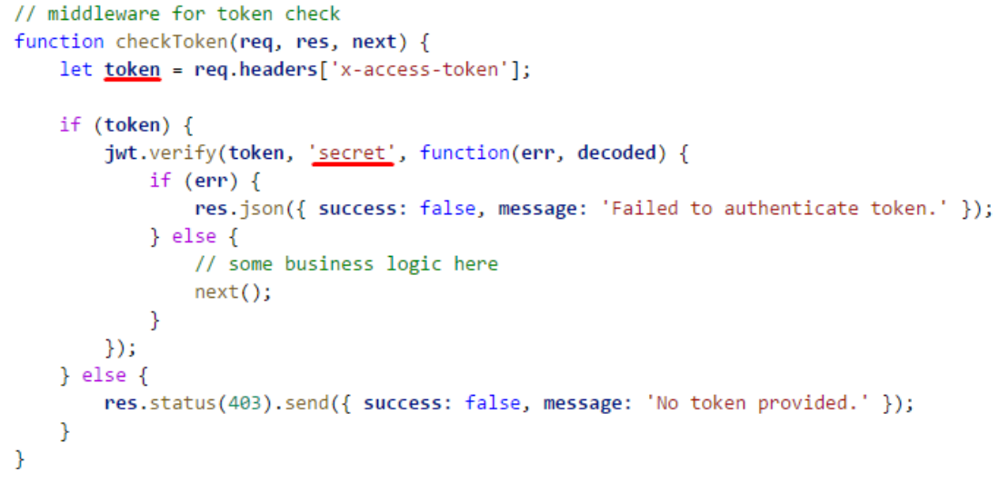 // middleware for token check
function checkToken(req, res, next) {
    let token = req.headers['x-access-token'];

    if (token) {
        jwt.verify(token, 'secret', function(err, decoded) {
            if (err) {
                res.json({ success: false, message: 'Failed to authenticate token.' });
            } else {
                // some business logic here
                next();
            }
        });
    } else {
        res.status(403).send({ success: false, message: 'No token provided.' });
    }
}